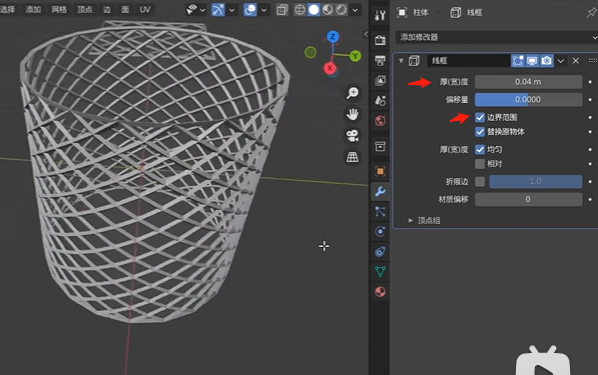 选择 添加 网格 顶点 边 面 UV
Z
Y
X
柱体 > 线框
添加修改器
线框
厚(宽)度 0.04 m
偏移量 0.0000
边界范围
替换原物体
厚(宽)度 均匀
相对
折痕边 1.0
材质偏移 0
顶点组